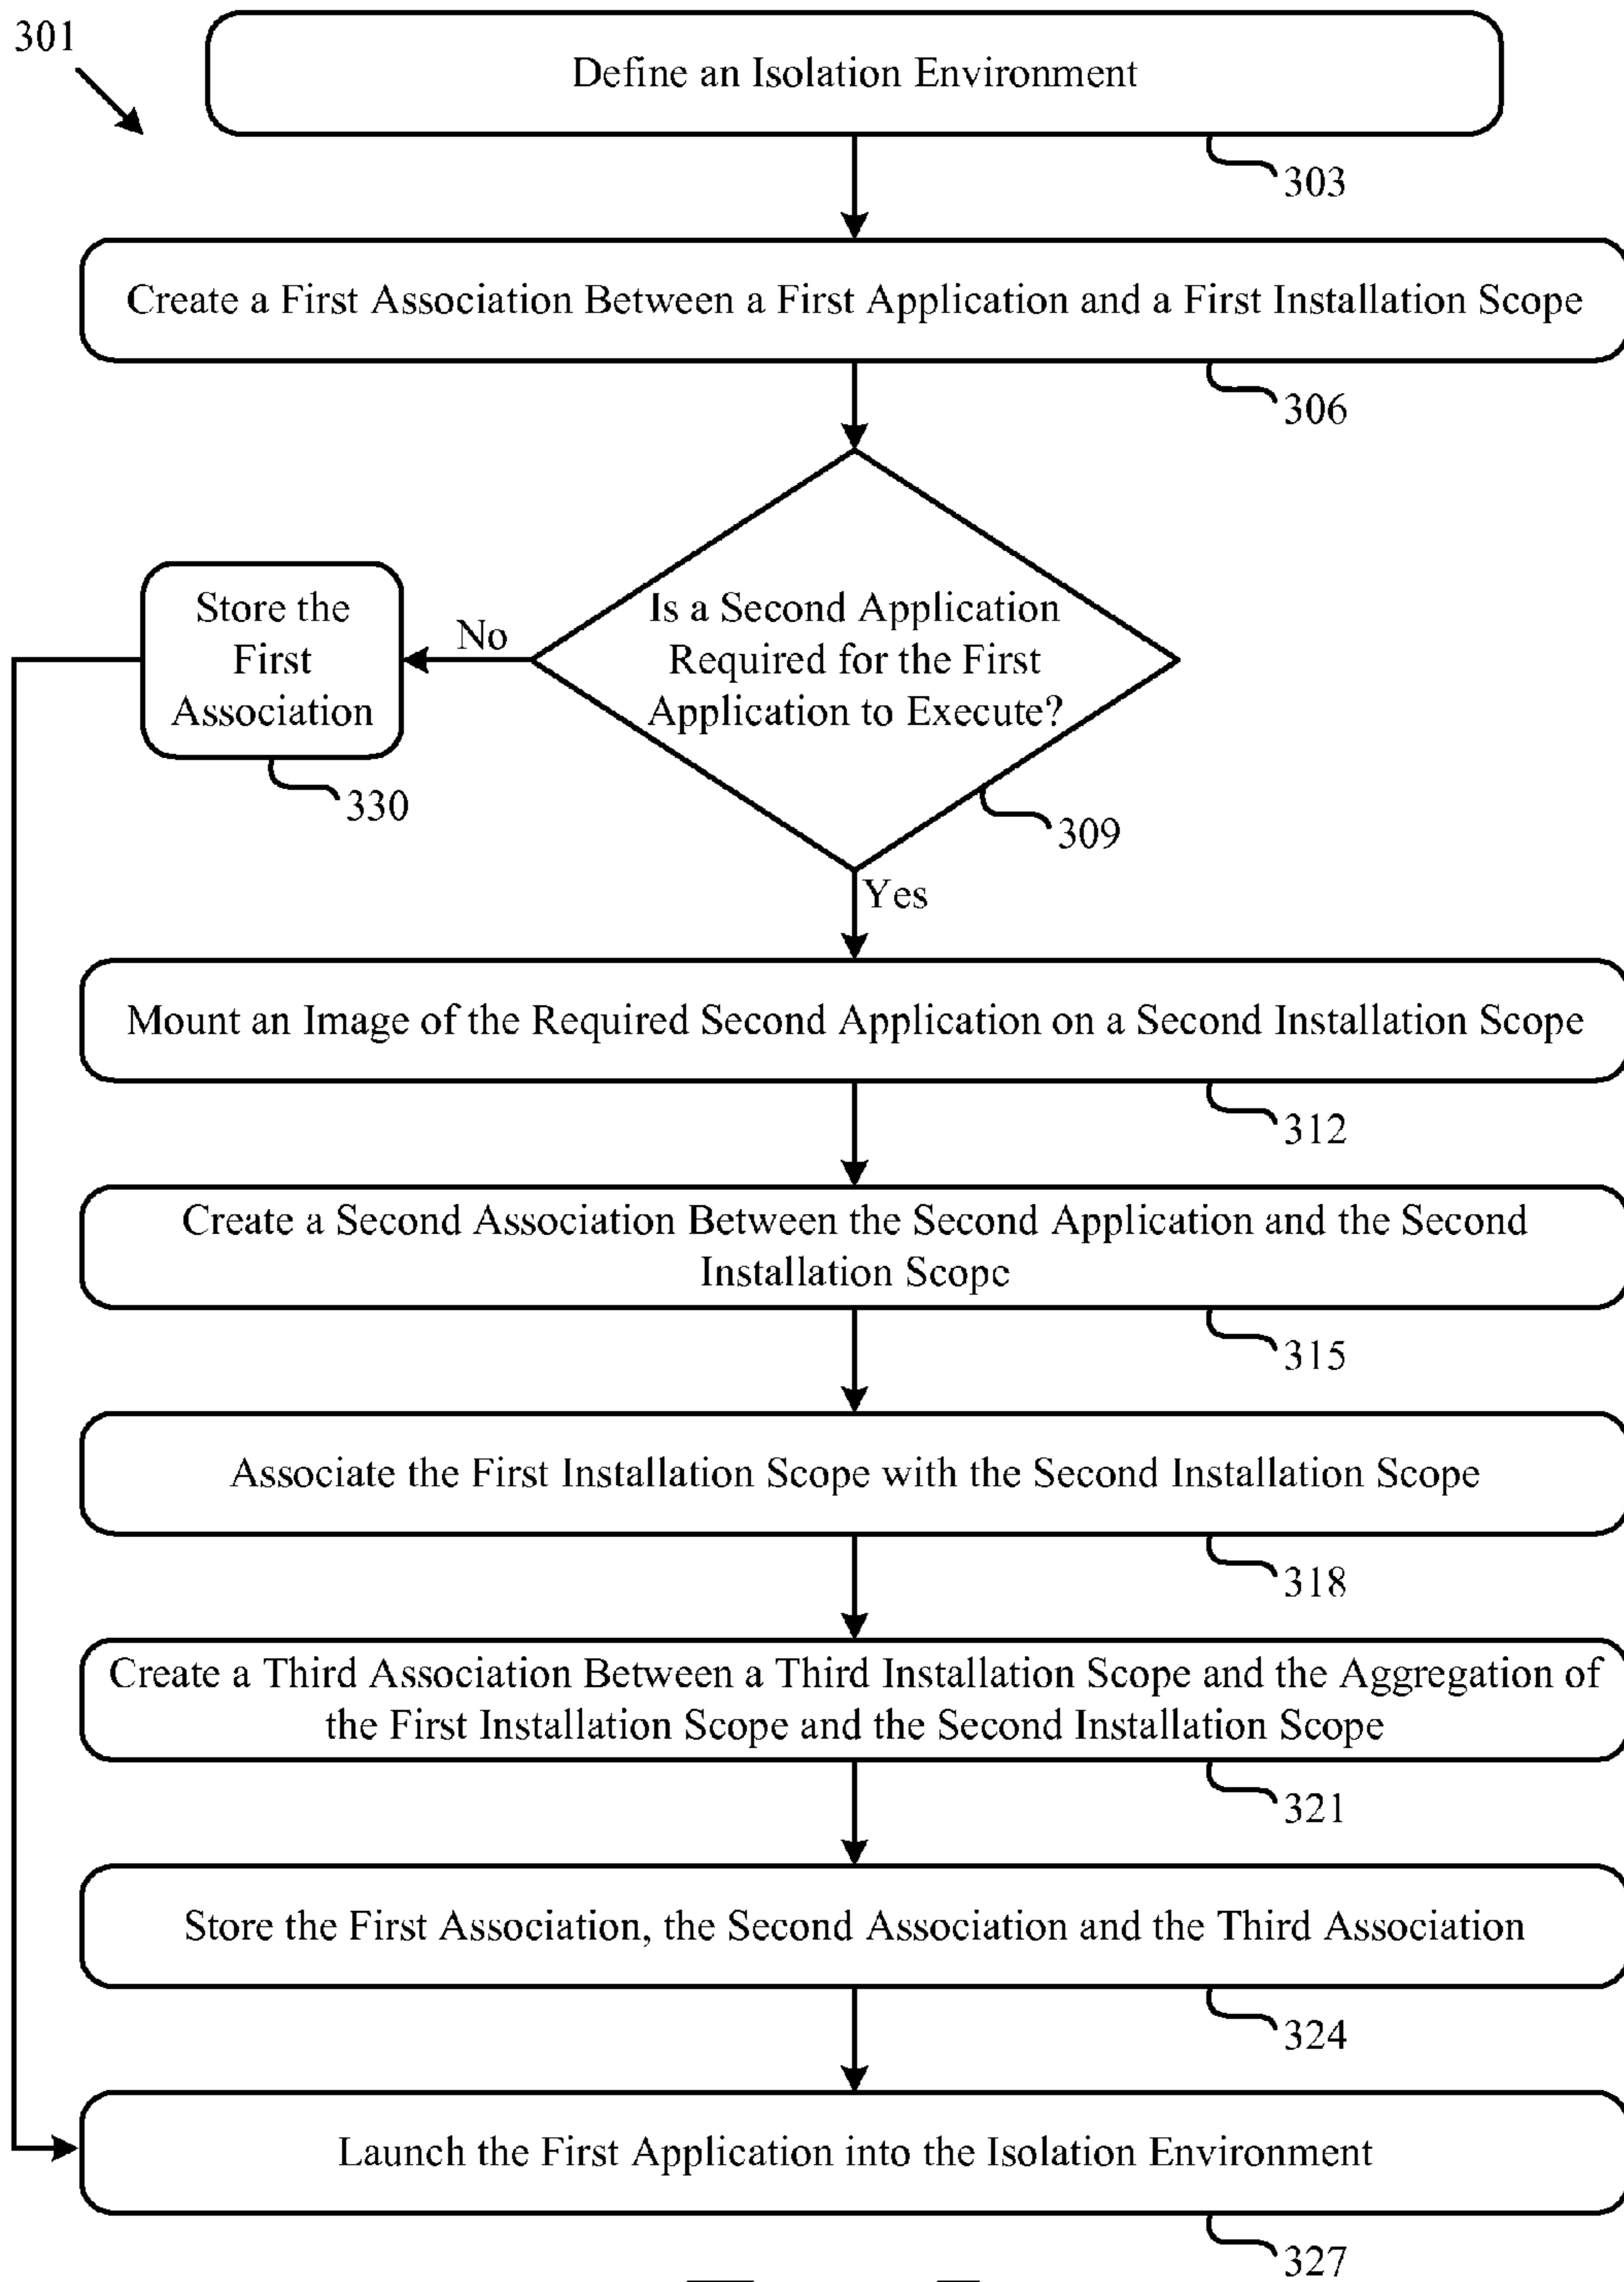 301
Define an Isolation Environment
303
Create a First Association Between a First Application and a First Installation Scope
306
Is a Second Application
Required for the First
Application to Execute?
309
No
Store the
First
Association
330
Yes
Mount an Image of the Required Second Application on a Second Installation Scope
312
Create a Second Association Between the Second Application and the Second
Installation Scope
315
Associate the First Installation Scope with the Second Installation Scope
318
Create a Third Association Between a Third Installation Scope and the Aggregation of
the First Installation Scope and the Second Installation Scope
321
Store the First Association, the Second Association and the Third Association
324
Launch the First Application into the Isolation Environment
327